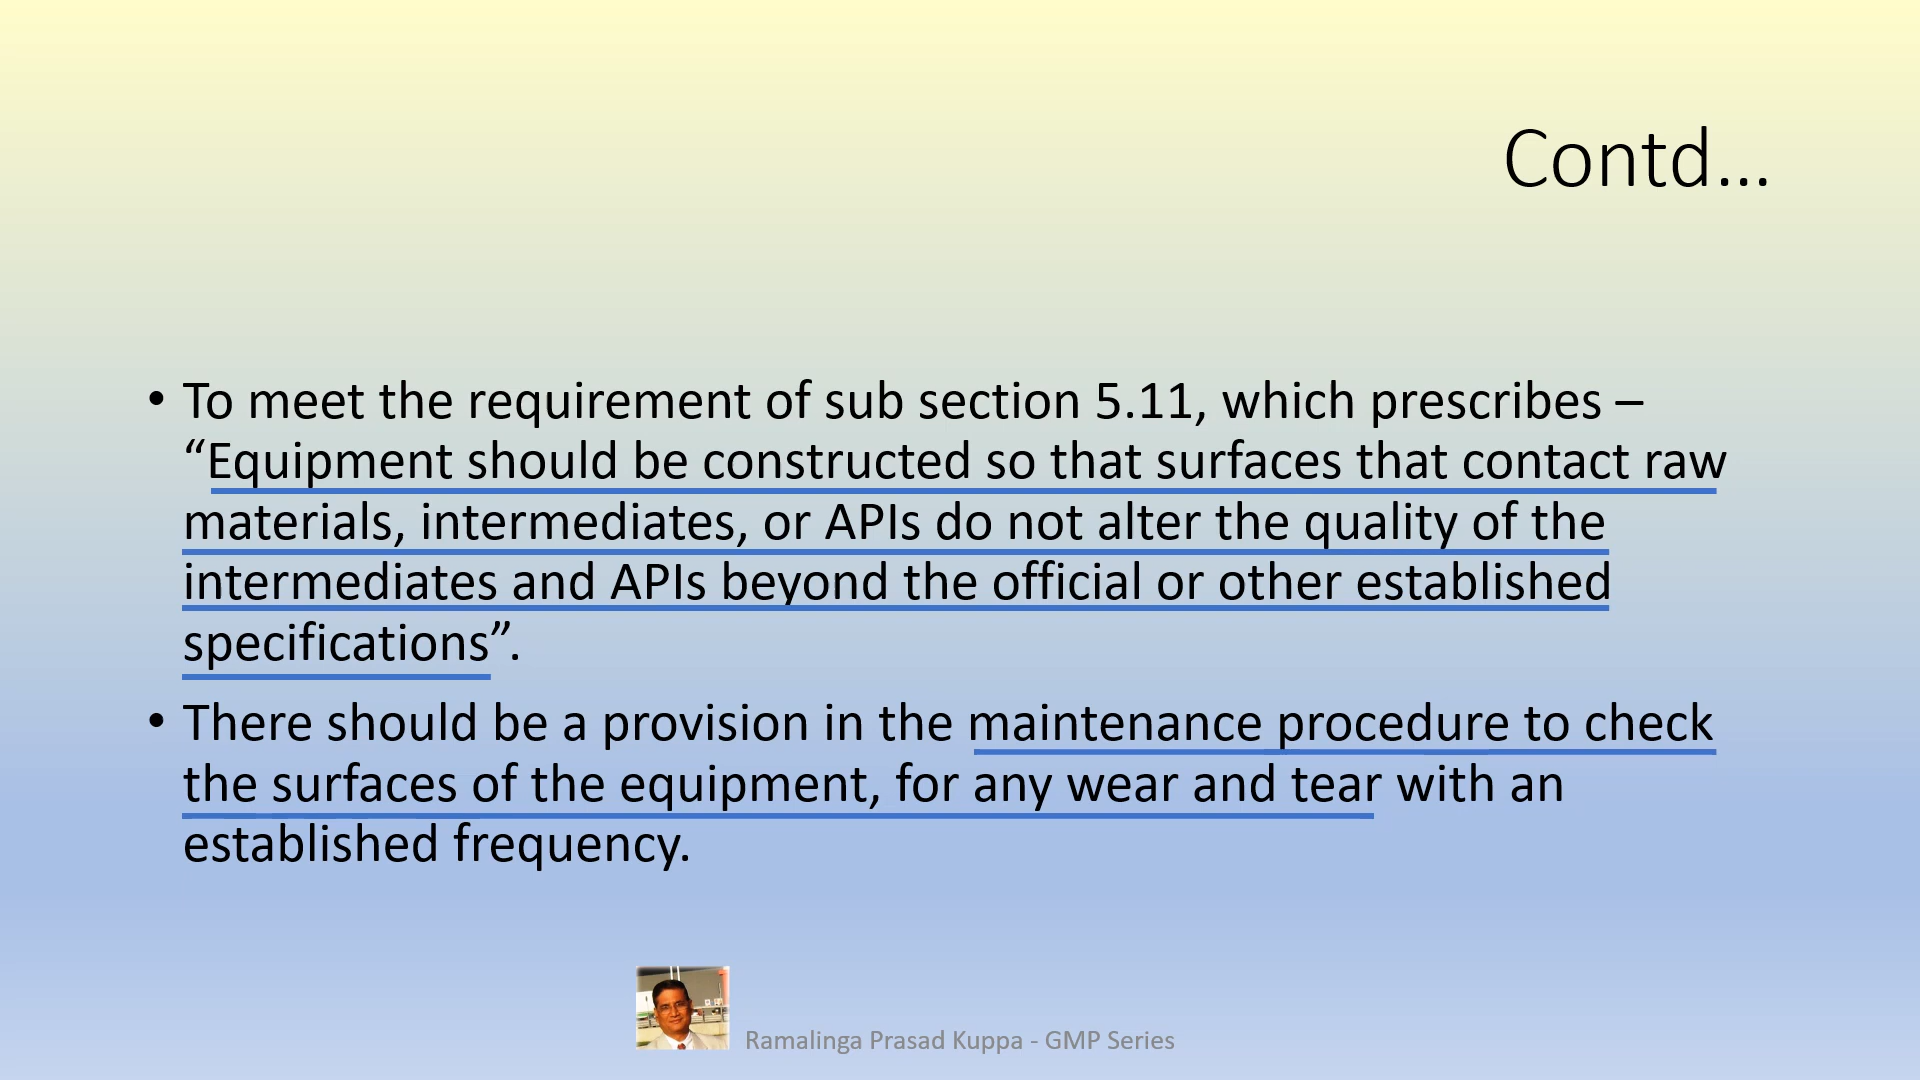 Contd...
• To meet the requirement of sub section 5.11, which prescribes –
“Equipment should be constructed so that surfaces that contact raw
materials, intermediates, or APIs do not alter the quality of the
intermediates and APIs beyond the official or other established
specifications”.
• There should be a provision in the maintenance procedure to check
the surfaces of the equipment, for any wear and tear with an
established frequency.
Ramalinga Prasad Kuppa - GMP Series